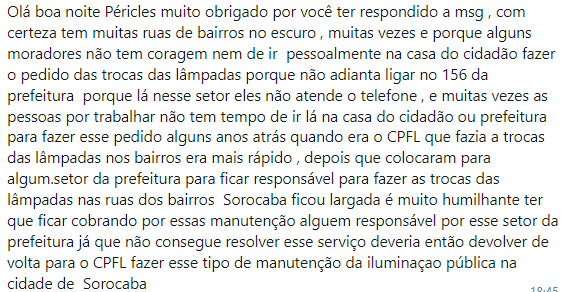 Olá boa noite Péricles muito obrigado por você ter respondido a msg , com
certeza tem muitas ruas de bairros no escuro , muitas vezes e porque alguns
moradores não tem coragem nem de ir  pessoalmente na casa do cidadão fazer
o pedido das trocas das lâmpadas porque não adianta ligar no 156 da
prefeitura  porque lá nesse setor eles não atende o telefone , e muitas vezes as
pessoas por trabalhar não tem tempo de ir lá na casa do cidadão ou prefeitura
para fazer esse pedido alguns anos atrás quando era o CPFL que fazia a trocas
das lâmpadas nos bairros era mais rápido , depois que colocaram para
algum.setor da prefeitura para ficar responsável para fazer as trocas das
lâmpadas nas ruas dos bairros  Sorocaba ficou largada é muito humilhante ter
que ficar cobrando por essas manutenção alguem responsável por esse setor da
prefeitura já que não consegue resolver esse serviço deveria então devolver de
volta para o CPFL fazer esse tipo de manutenção da iluminaçao pública na
cidade de  Sorocaba
18:45